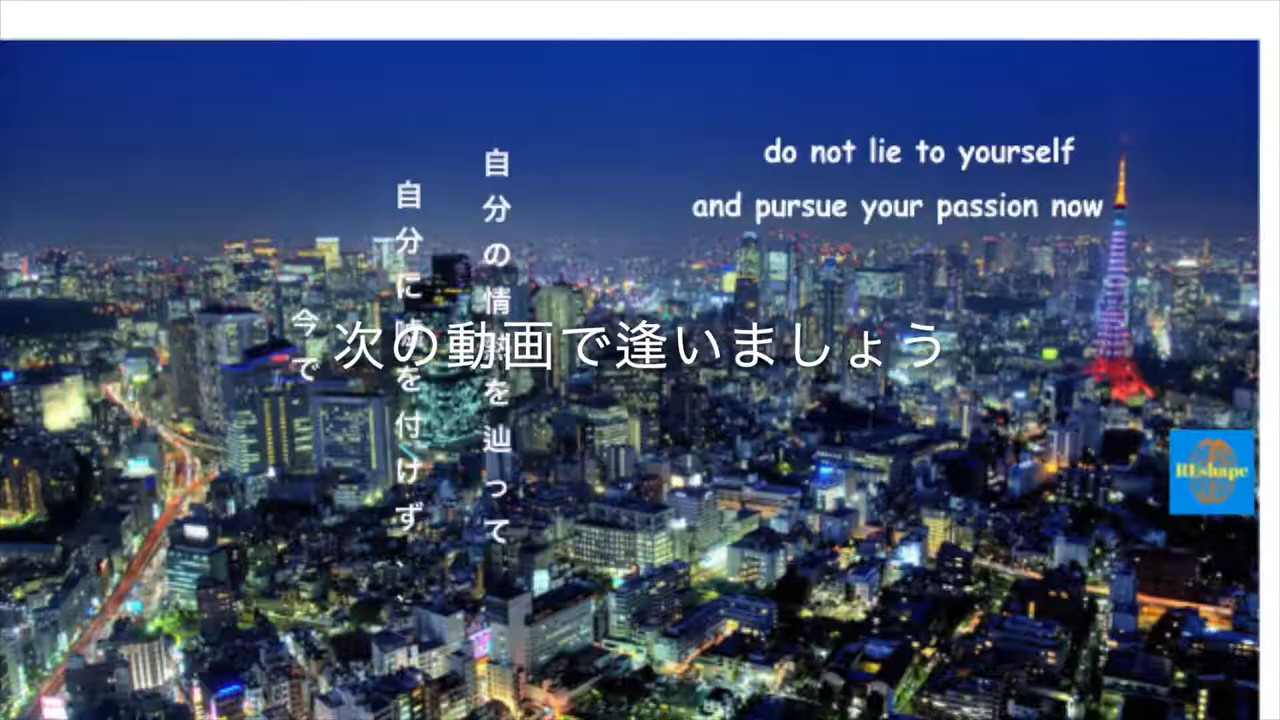 do not lie to yourself
and pursue your passion now
自分の情熱を辿って
自分に嘘を付けず、
今で
次の動画で逢いましょう
REshape